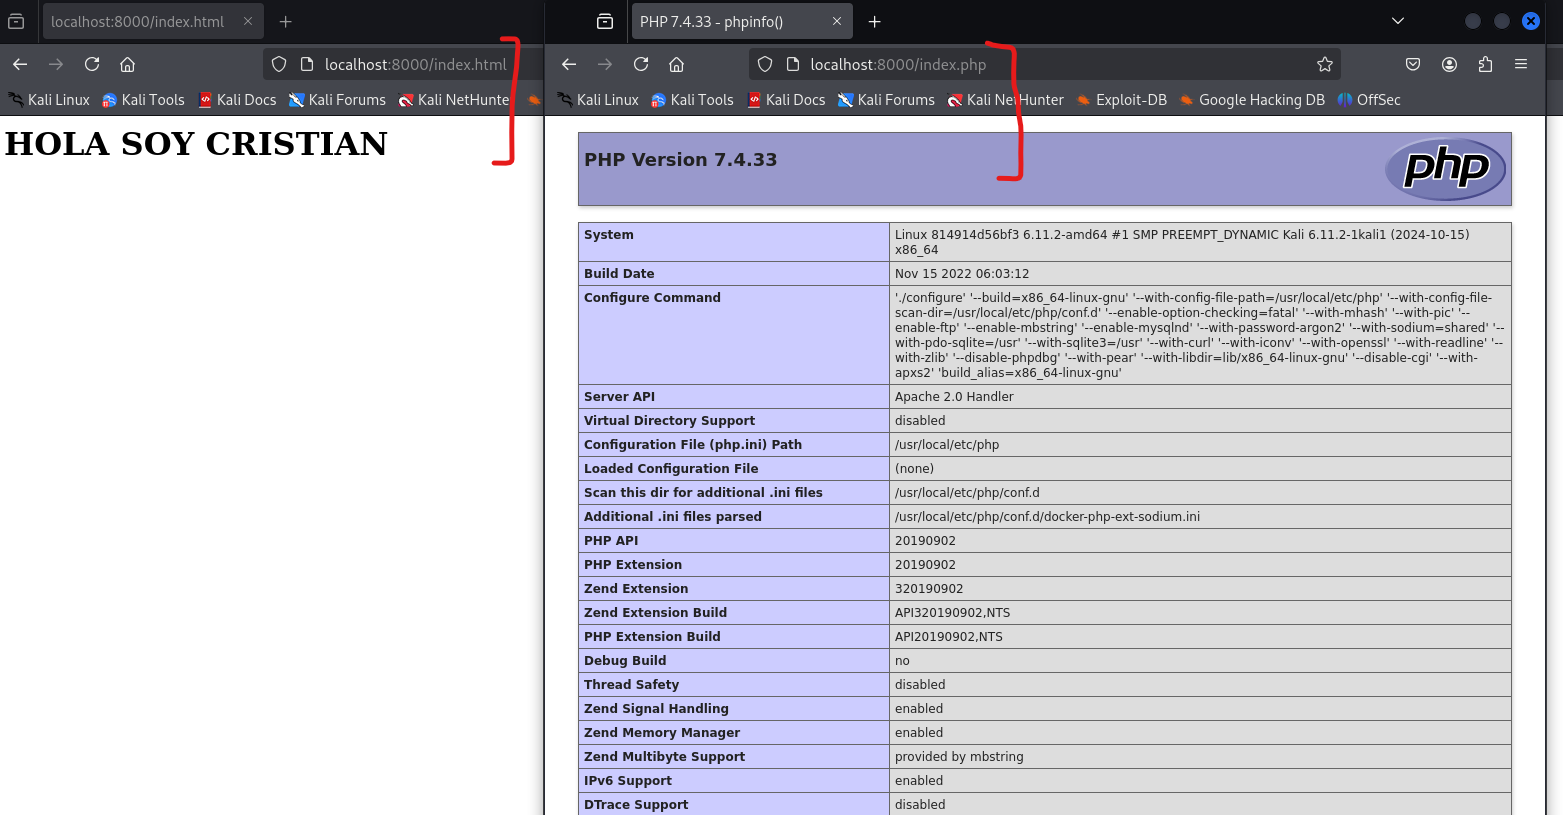 localhost:8000/index.html
localhost:8000/index.html
Kali Linux Kali Tools Kali Docs Kali Forums Kali NetHunte
HOLA SOY CRISTIAN
PHP 7.4.33 - phpinfo()
localhost:8000/index.php
Kali Linux Kali Tools Kali Docs Kali Forums Kali NetHunter Exploit-DB Google Hacking DB OffSec
PHP Version 7.4.33
php
System Linux 814914d56bf3 6.11.2-amd64 #1 SMP PREEMPT_DYNAMIC Kali 6.11.2-1kali1 (2024-10-15)
x86_64
Build Date Nov 15 2022 06:03:12
Configure Command './configure' '--build=x86_64-linux-gnu' '--with-config-file-path=/usr/local/etc/php' '--with-config-file-
scan-dir=/usr/local/etc/php/conf.d' '--enable-option-checking=fatal' '--with-mhash' '--with-pic' '--
enable-ftp' '--enable-mbstring' '--enable-mysqlnd' '--with-password-argon2' '--with-sodium=shared' '--
with-pdo-sqlite=/usr' '--with-sqlite3=/usr' '--with-curl' '--with-iconv' '--with-openssl' '--with-readline' '--
with-zlib' '--disable-phpdbg' '--with-pear' '--with-libdir=lib/x86_64-linux-gnu' '--disable-cgi' '--with-
apxs2' 'build_alias=x86_64-linux-gnu'
Server API Apache 2.0 Handler
Virtual Directory Support disabled
Configuration File (php.ini) Path /usr/local/etc/php
Loaded Configuration File (none)
Scan this dir for additional .ini files /usr/local/etc/php/conf.d
Additional .ini files parsed /usr/local/etc/php/conf.d/docker-php-ext-sodium.ini
PHP API 20190902
PHP Extension 20190902
Zend Extension 320190902
Zend Extension Build API320190902,NTS
PHP Extension Build API20190902,NTS
Debug Build no
Thread Safety disabled
Zend Signal Handling enabled
Zend Memory Manager enabled
Zend Multibyte Support provided by mbstring
IPv6 Support enabled
DTrace Support disabled